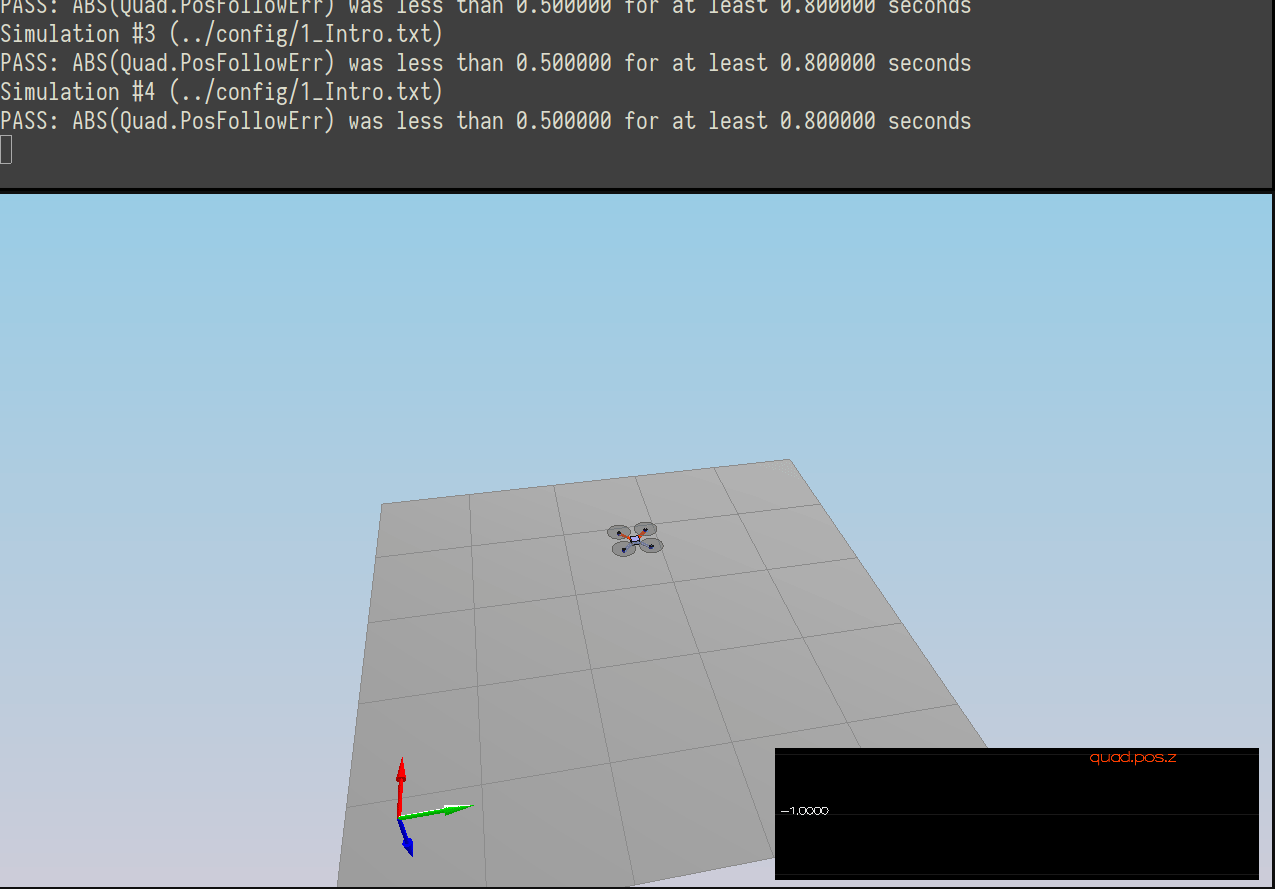 PASS: ABS(Quad.PosFollowErr) was less than 0.500000 for at least 0.800000 seconds
Simulation #3 (../config/1_Intro.txt)
PASS: ABS(Quad.PosFollowErr) was less than 0.500000 for at least 0.800000 seconds
Simulation #4 (../config/1_Intro.txt)
PASS: ABS(Quad.PosFollowErr) was less than 0.500000 for at least 0.800000 seconds
quad.pos.z
-1.0000